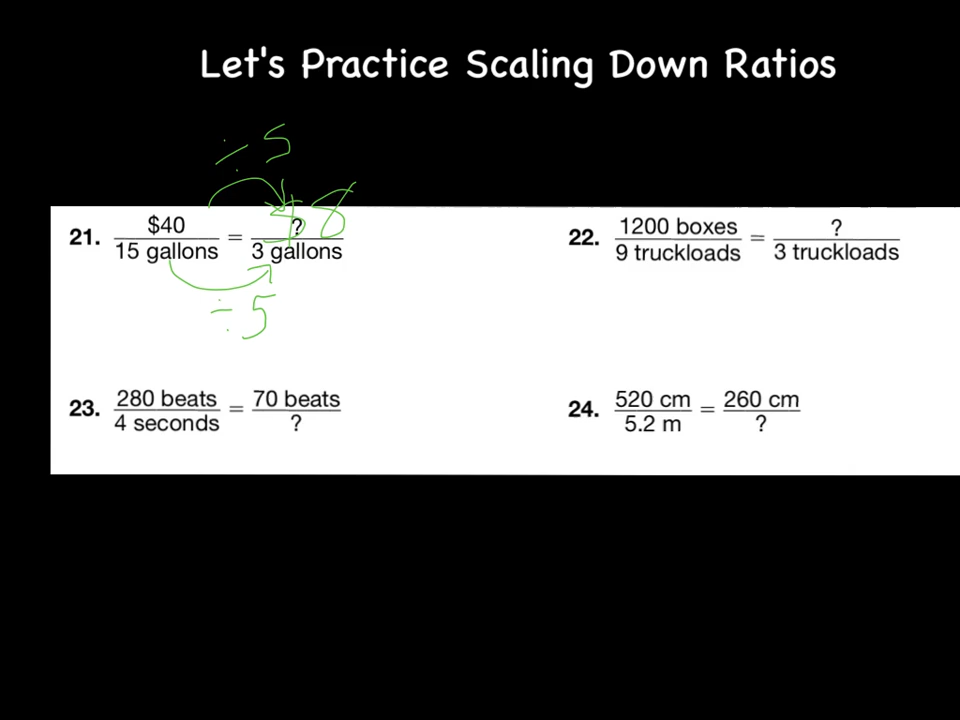 Let's Practice Scaling Down Ratios
÷ 5
21. $40 / 15 gallons = ? / 3 gallons
$8
÷ 5
22. 1200 boxes / 9 truckloads = ? / 3 truckloads
23. 280 beats / 4 seconds = 70 beats / ?
24. 520 cm / 5.2 m = 260 cm / ?